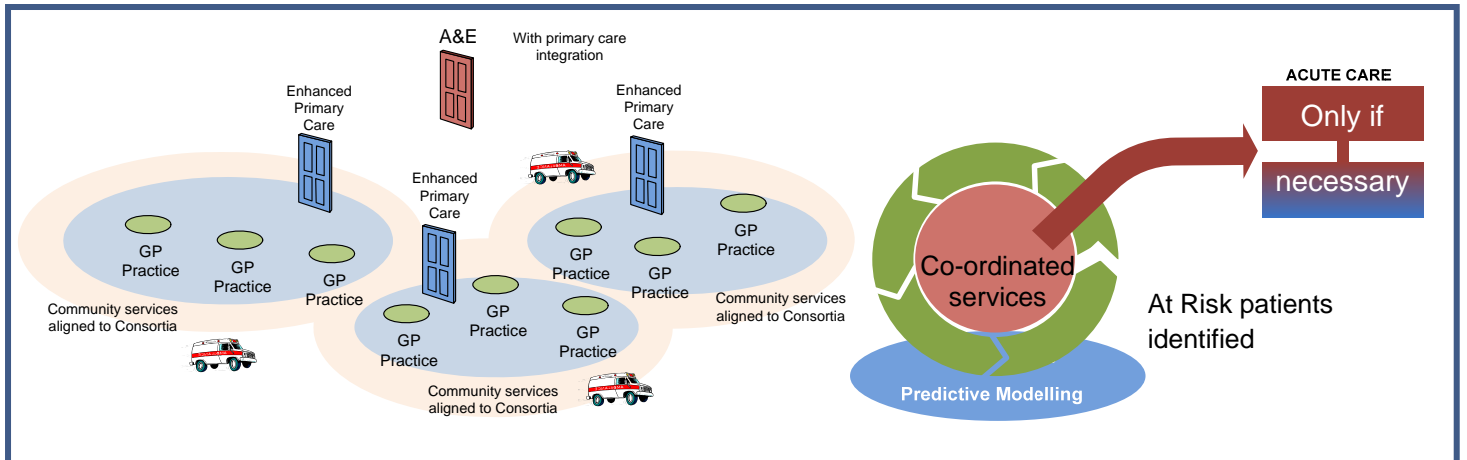 A&E
With primary care
integration
Enhanced
Primary
Care
Enhanced
Primary
Care
Enhanced
Primary
Care
GP
Practice
GP
Practice
GP
Practice
Community services
aligned to Consortia
GP
Practice
GP
Practice
GP
Practice
Community services
aligned to Consortia
GP
Practice
GP
Practice
GP
Practice
Community services
aligned to Consortia
Co-ordinated
services
Predictive Modelling
At Risk patients
identified
ACUTE CARE
Only if
necessary